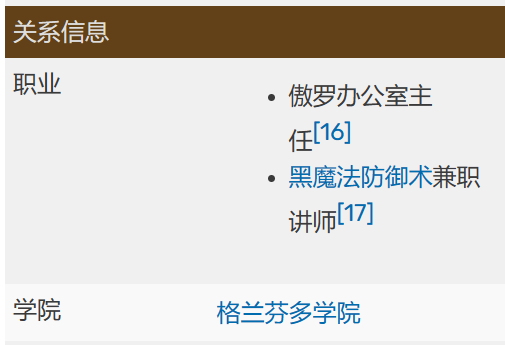 关系信息
职业
• 傲罗办公室主
任[16]
• 黑魔法防御术兼职
讲师[17]
学院
格兰芬多学院